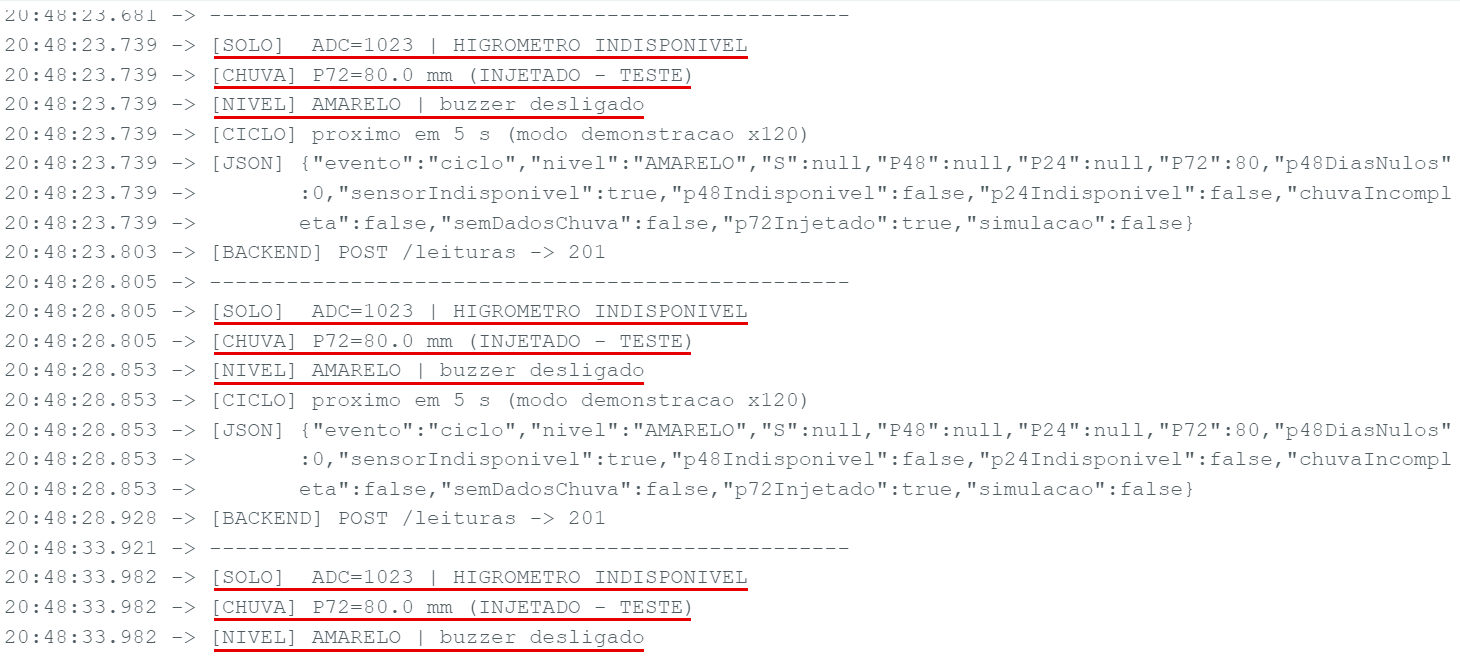 20:48:23.681 -> --------------------------------------------------
20:48:23.739 -> [SOLO]  ADC=1023 | HIGROMETRO INDISPONIVEL
20:48:23.739 -> [CHUVA] P72=80.0 mm (INJETADO - TESTE)
20:48:23.739 -> [NIVEL] AMARELO | buzzer desligado
20:48:23.739 -> [CICLO] proximo em 5 s (modo demonstracao x120)
20:48:23.739 -> [JSON] {"evento":"ciclo","nivel":"AMARELO","S":null,"P48":null,"P24":null,"P72":80,"p48DiasNulos"
20:48:23.739 ->        :0,"sensorIndisponivel":true,"p48Indisponivel":false,"p24Indisponivel":false,"chuvaIncompl
20:48:23.739 ->        eta":false,"semDadosChuva":false,"p72Injetado":true,"simulacao":false}
20:48:23.803 -> [BACKEND] POST /leituras -> 201
20:48:28.805 -> --------------------------------------------------
20:48:28.805 -> [SOLO]  ADC=1023 | HIGROMETRO INDISPONIVEL
20:48:28.805 -> [CHUVA] P72=80.0 mm (INJETADO - TESTE)
20:48:28.853 -> [NIVEL] AMARELO | buzzer desligado
20:48:28.853 -> [CICLO] proximo em 5 s (modo demonstracao x120)
20:48:28.853 -> [JSON] {"evento":"ciclo","nivel":"AMARELO","S":null,"P48":null,"P24":null,"P72":80,"p48DiasNulos"
20:48:28.853 ->        :0,"sensorIndisponivel":true,"p48Indisponivel":false,"p24Indisponivel":false,"chuvaIncompl
20:48:28.853 ->        eta":false,"semDadosChuva":false,"p72Injetado":true,"simulacao":false}
20:48:28.928 -> [BACKEND] POST /leituras -> 201
20:48:33.921 -> --------------------------------------------------
20:48:33.982 -> [SOLO]  ADC=1023 | HIGROMETRO INDISPONIVEL
20:48:33.982 -> [CHUVA] P72=80.0 mm (INJETADO - TESTE)
20:48:33.982 -> [NIVEL] AMARELO | buzzer desligado